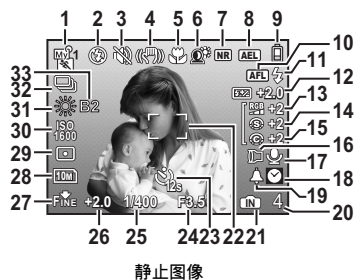 1 2 3 4 5 6 7 8 9
MY 1 NR AEL
10
33 AFL 11
32 B2 +2.0 12
31 RGB +2 13
30 ISO 1600 S +2 14
29 C +2 15
16
28 10M 17
12s 18
19
27 FINE +2.0 1/400 F3.5 IN 4 20
26 25 24 23 22 21
静止图像